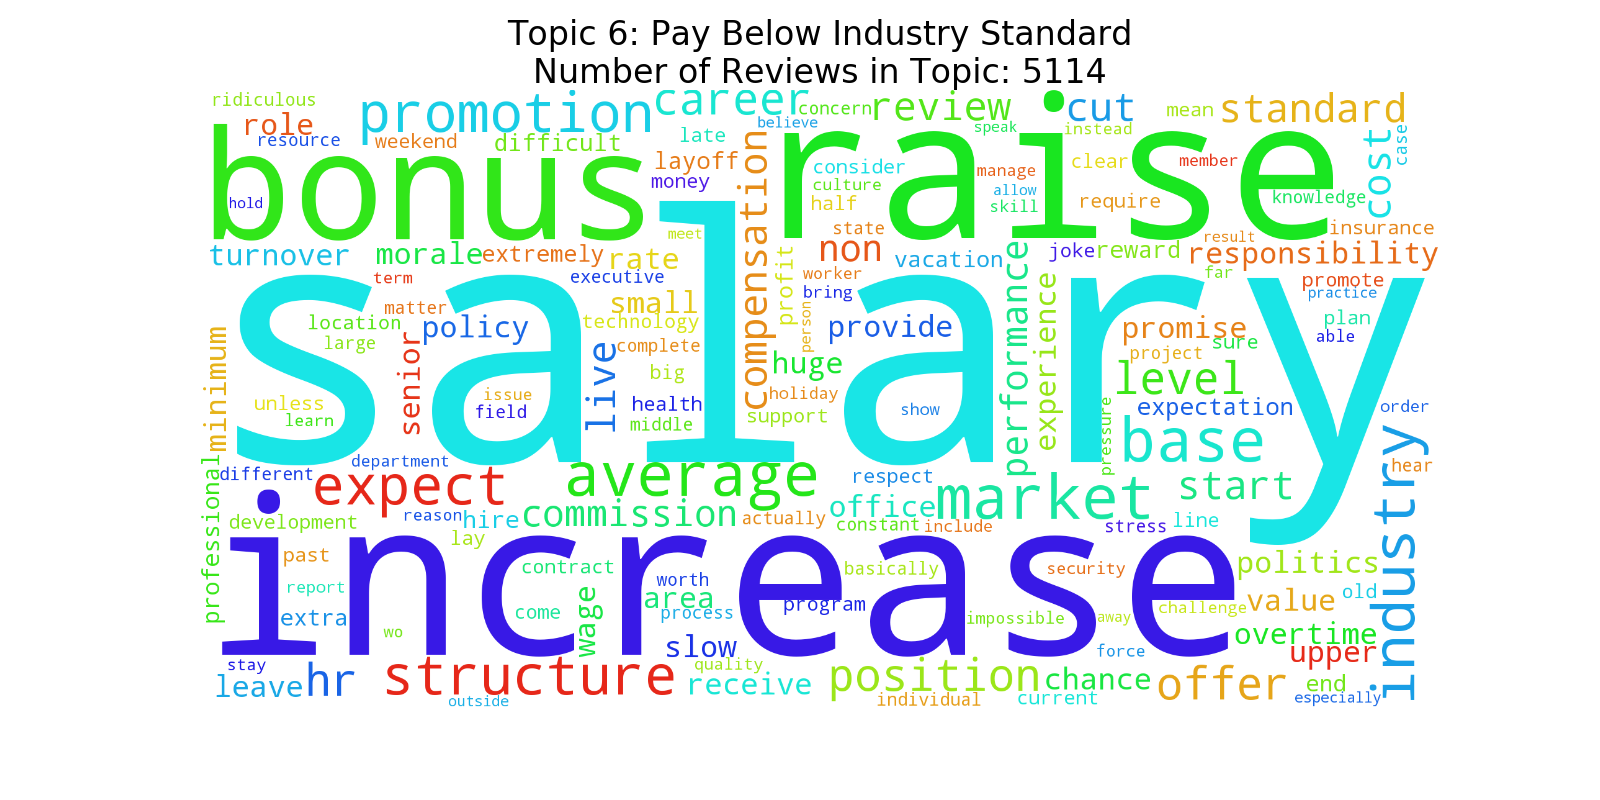 Topic 6: Pay Below Industry Standard
Number of Reviews in Topic: 5114
ridiculous
promotion
career
concern
review
cut
mean
standard
role
resource
weekend
difficult
late
believe
speak
instead
case
bonus
raise
layoff
money
compensation
consider
culture
half
manage
allow
skill
clear
member
require
knowledge
cost
hold
meet
state
insurance
turnover
morale
extremely
rate
non
vacation
joke
reward
result
responsibility
term
executive
profit
worker
bring
performance
experience
far
promote
practice
salary
matter
small
location
large
policy
technology
complete
person
provide
promise
sure
plan
able
minimum
senior
live
big
huge
project
level
unless
learn
issue
field
health
middle
holiday
support
show
pressure
expectation
order
base
different
department
expect
average
respect
market
start
hear
industry
professional
development
reason
hire
commission
actually
office
constant
include
stress
line
lay
increase
past
report
extra
contract
come
wage
worth
area
process
program
basically
security
impossible
away
challenge
politics
value
old
overtime
wo
stay
slow
force
upper
leave
hr
structure
quality
receive
position
chance
offer
end
outside
individual
current
especially